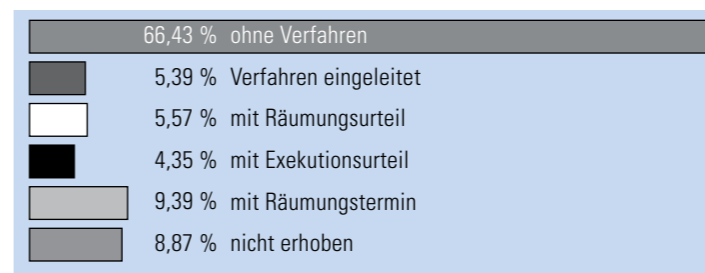 66,43 % ohne Verfahren
5,39 % Verfahren eingeleitet
5,57 % mit Räumungsurteil
4,35 % mit Exekutionsurteil
9,39 % mit Räumungstermin
8,87 % nicht erhoben